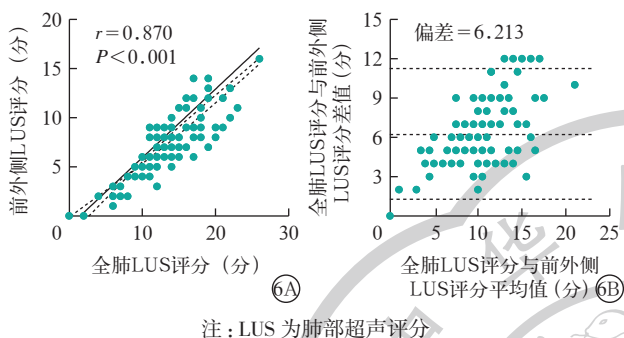 r=0.870
P<0.001
前外侧LUS评分（分）
20
15
10
5
0
10
20
30
全肺LUS评分（分）
6A
偏差=6.213
全肺LUS评分与前外侧
LUS评分差值（分）
15
12
9
6
3
0
5
10
15
20
25
全肺LUS评分与前外侧
LUS评分平均值（分）
6B
注：LUS 为肺部超声评分
华